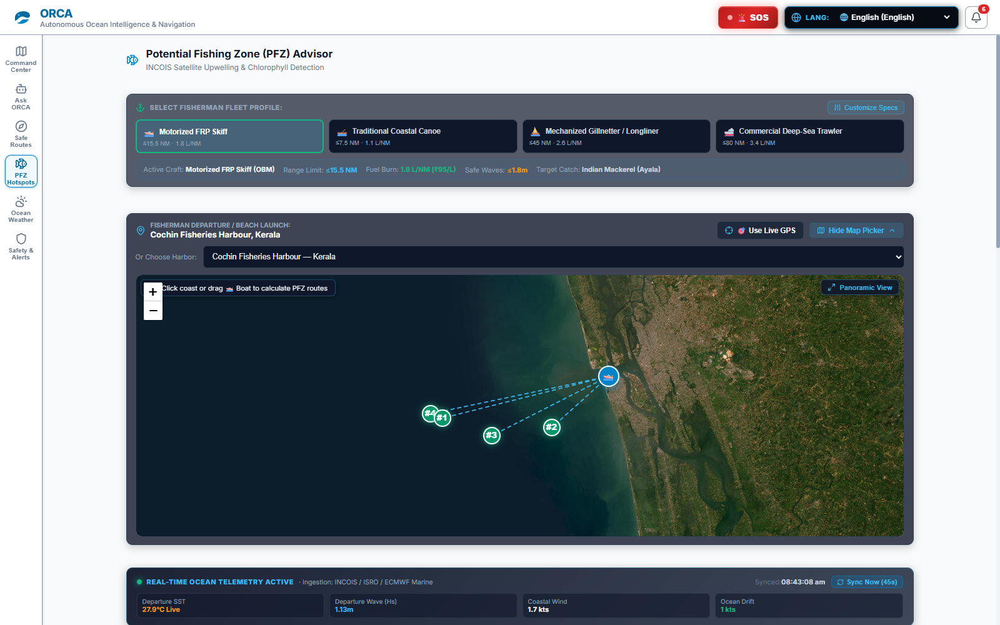 ORCA
Autonomous Ocean Intelligence & Navigation
SOS
LANG:
English (English)
6
Command Center
Ask ORCA
Safe Routes
PFZ Hotspots
Ocean Weather
Safety & Alerts
Potential Fishing Zone (PFZ) Advisor
INCOIS Satellite Upwelling & Chlorophyll Detection
SELECT FISHERMAN FLEET PROFILE:
Customize Specs
Motorized FRP Skiff
≤15.5 NM · 1.8 L/NM
Traditional Coastal Canoe
≤7.5 NM · 1.1 L/NM
Mechanized Gillnetter / Longliner
≤45 NM · 2.6 L/NM
Commercial Deep-Sea Trawler
≤80 NM · 3.4 L/NM
Active Craft: Motorized FRP Skiff (OBM) Range Limit: ≤15.5 NM Fuel Burn: 1.8 L/NM (₹95/L) Safe Waves: ≤1.8m Target Catch: Indian Mackerel (Ayala)
FISHERMAN DEPARTURE / BEACH LAUNCH:
Cochin Fisheries Harbour, Kerala
Use Live GPS
Hide Map Picker
Or Choose Harbor:
Cochin Fisheries Harbour — Kerala
+
−
Click coast or drag Boat to calculate PFZ routes
Panoramic View
#4
#1
#3
#2
REAL-TIME OCEAN TELEMETRY ACTIVE · Ingestion: INCOIS / ISRO / ECMWF Marine
Synced: 08:43:08 am
Sync Now (45s)
Departure SST
27.9°C Live
Departure Wave (Hs)
1.13m
Coastal Wind
1.7 kts
Ocean Drift
1 kts